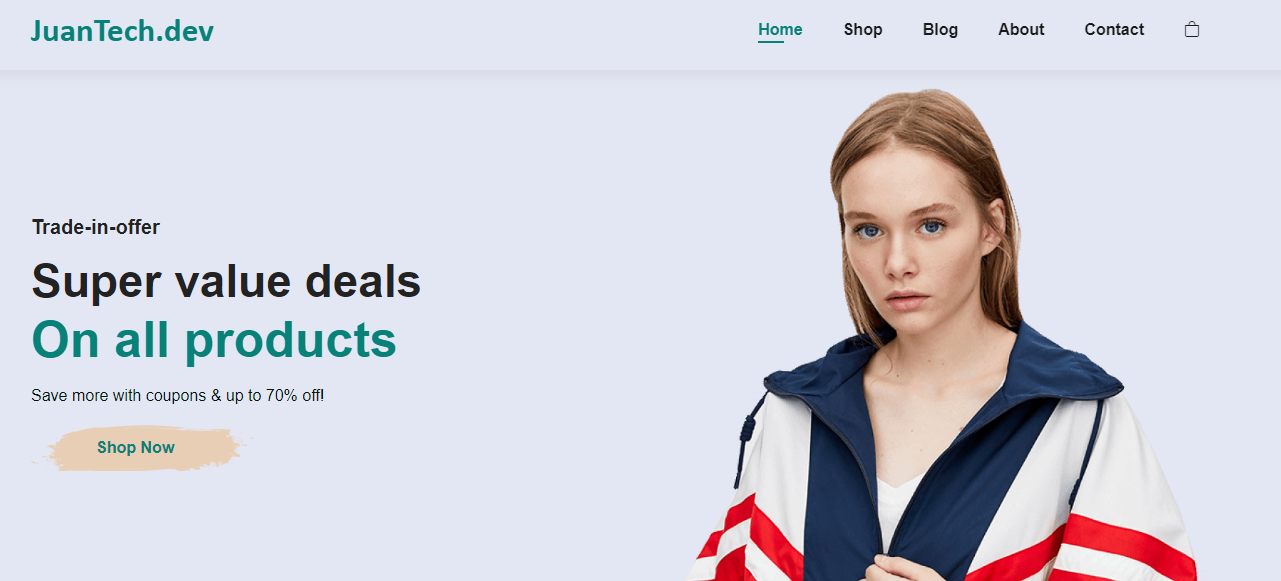 JuanTech.dev
Home Shop Blog About Contact
Trade-in-offer
Super value deals
On all products
Save more with coupons & up to 70% off!
Shop Now